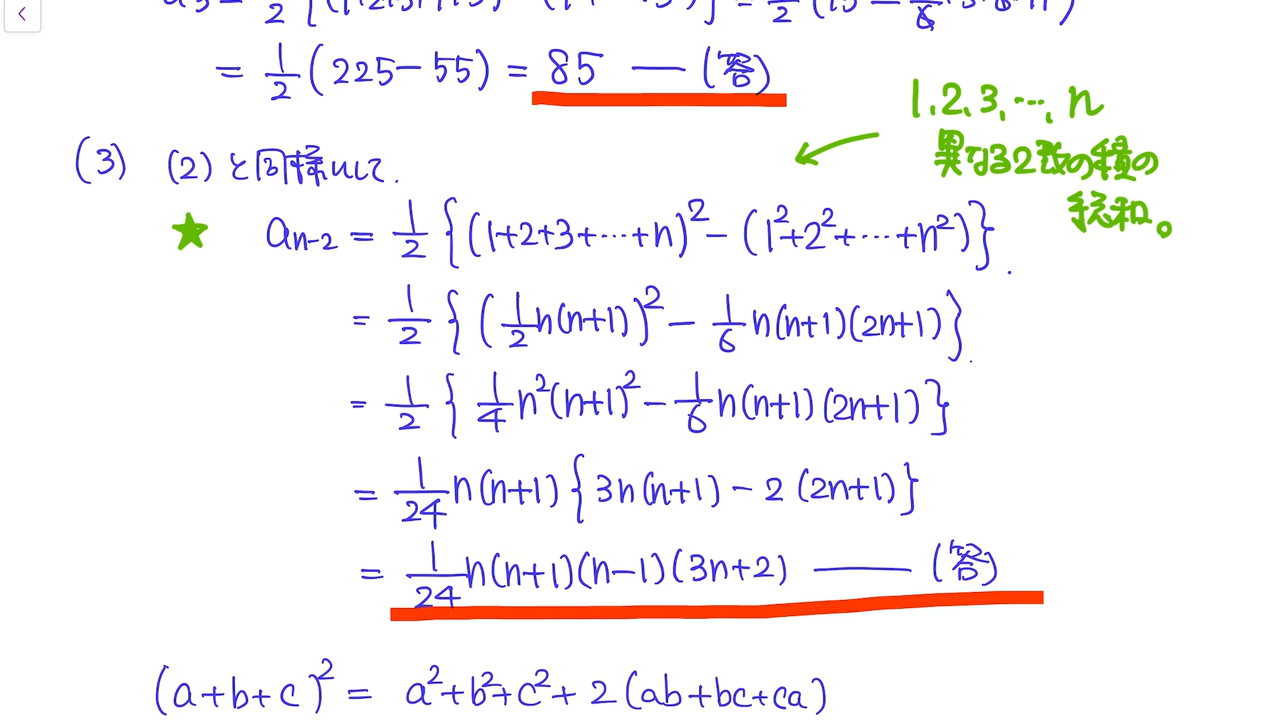 = 1/2 (225-55) = 85 — (答)
1, 2, 3, …, n
異なる2数の積の
総和。
(3) (2) と同様にして.
★ aₙ₋₂ = 1/2 {(1+2+3+…+n)² - (1²+2²+…+n²)}.
= 1/2 {(1/2 n(n+1))² - 1/6 n(n+1)(2n+1)}.
= 1/2 {1/4 n²(n+1)² - 1/6 n(n+1)(2n+1)}
= 1/24 n(n+1){3n(n+1) - 2(2n+1)}
= 1/24 n(n+1)(n-1)(3n+2) —— (答)
(a+b+c)² = a²+b²+c²+2(ab+bc+ca)